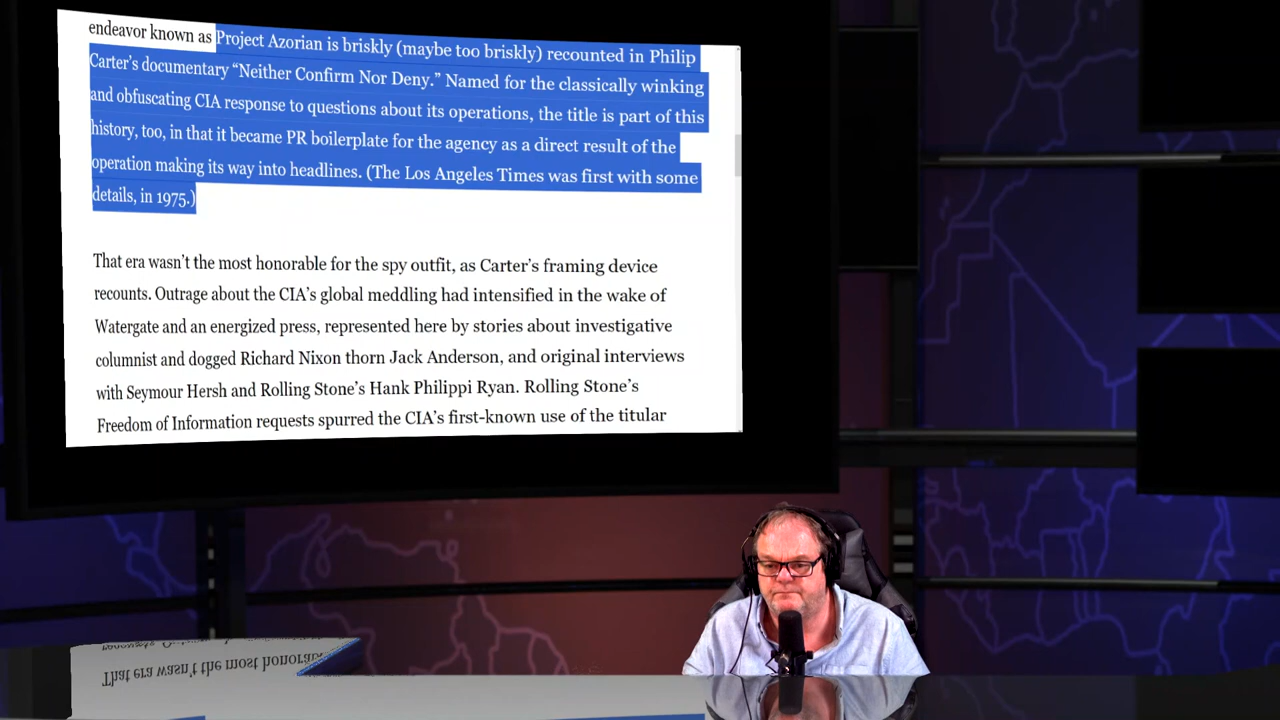 endeavor known as Project Azorian is briskly (maybe too briskly) recounted in Philip
Carter’s documentary “Neither Confirm Nor Deny.” Named for the classically winking
and obfuscating CIA response to questions about its operations, the title is part of this
history, too, in that it became PR boilerplate for the agency as a direct result of the
operation making its way into headlines. (The Los Angeles Times was first with some
details, in 1975.)
That era wasn’t the most honorable for the spy outfit, as Carter’s framing device
recounts. Outrage about the CIA’s global meddling had intensified in the wake of
Watergate and an energized press, represented here by stories about investigative
columnist and dogged Richard Nixon thorn Jack Anderson, and original interviews
with Seymour Hersh and Rolling Stone’s Hank Philippi Ryan. Rolling Stone’s
Freedom of Information requests spurred the CIA’s first-known use of the titular
That era wasn’t the most honorab